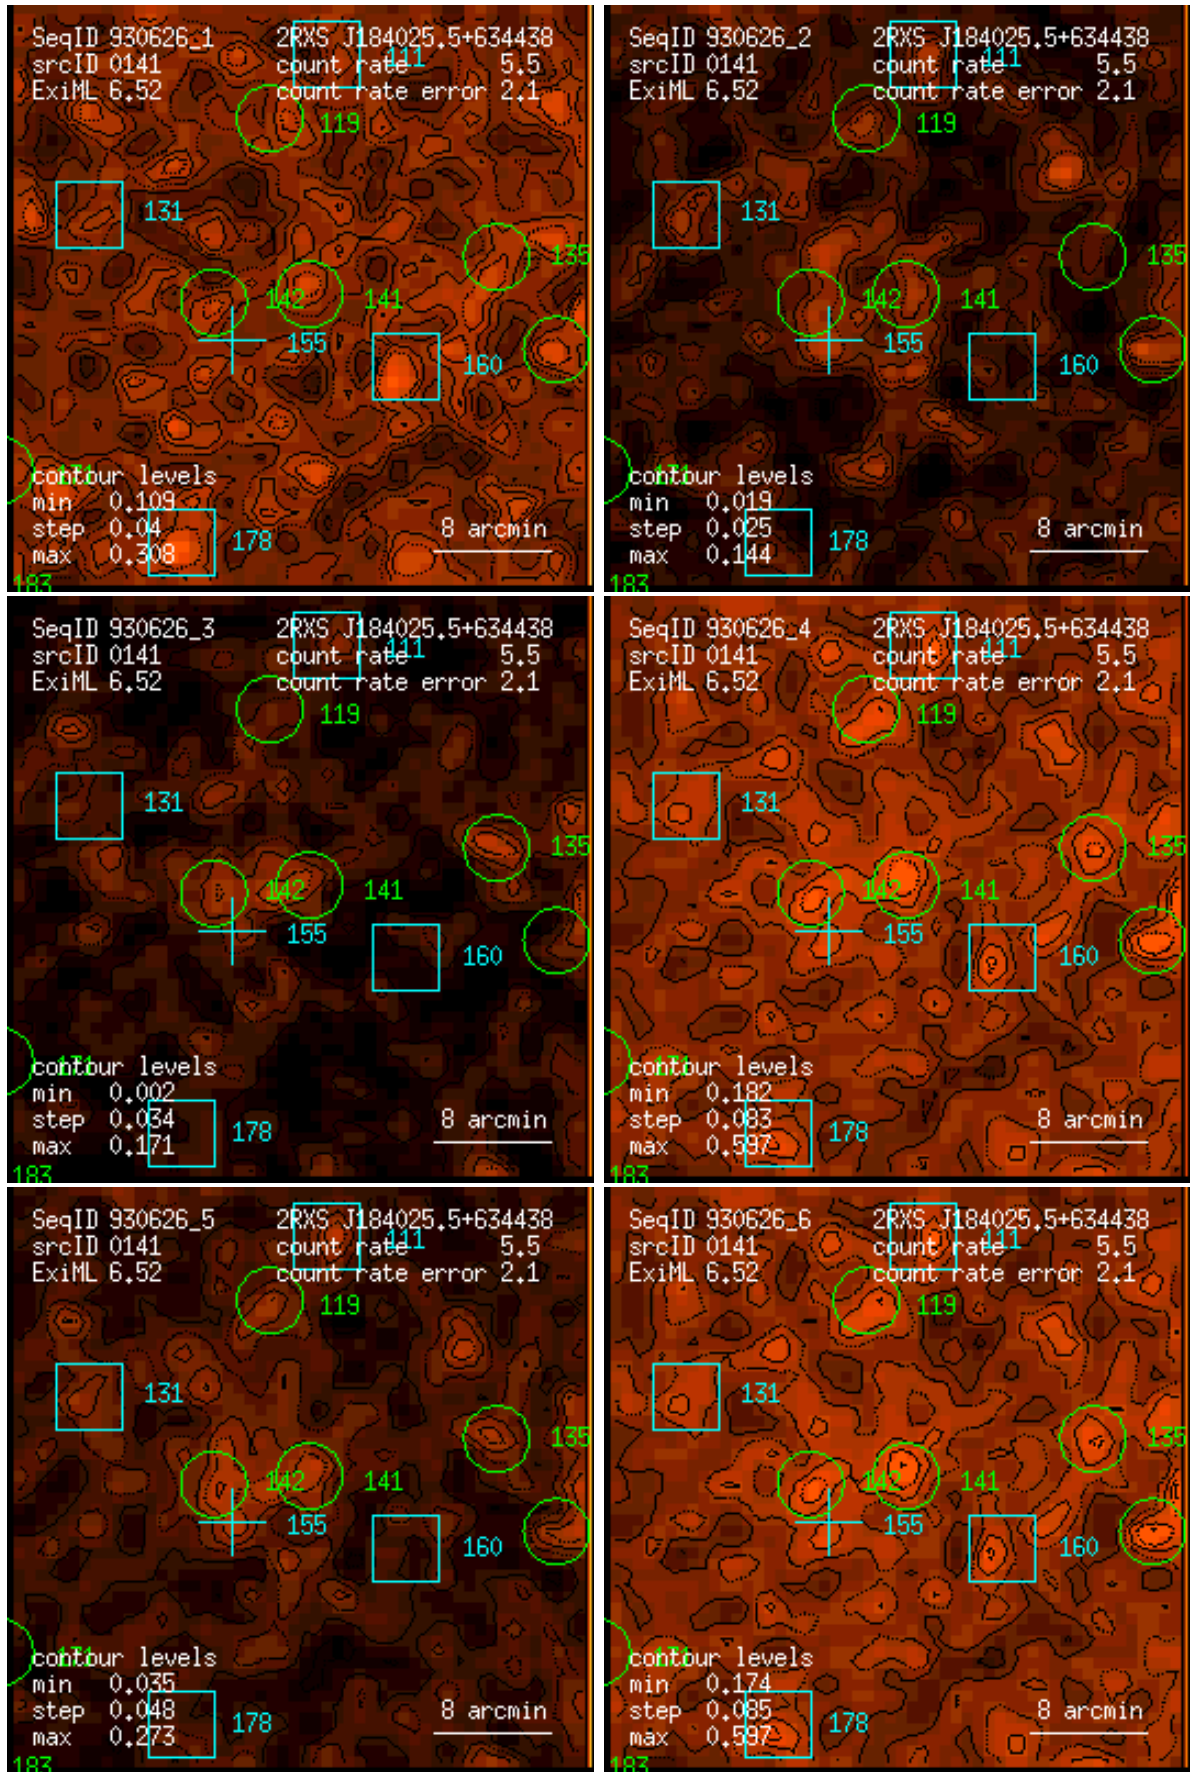 SeqID 930626_1 2RXS J184025.5+634438
srcID 0141 count rate 5.5
111
ExiML 6.52 count rate error 2.1
119
131
135
142 141
155
160
171
contour levels
min 0.109
step 0.04 8 arcmin
178
max 0.308
183
SeqID 930626_2 2RXS J184025.5+634438
srcID 0141 count rate 5.5
111
ExiML 6.52 count rate error 2.1
119
131
135
142 141
155
160
171
contour levels
min 0.019
step 0.025 8 arcmin
178
max 0.144
183
SeqID 930626_3 2RXS J184025.5+634438
srcID 0141 count rate 5.5
111
ExiML 6.52 count rate error 2.1
119
131
135
142 141
155
160
171
contour levels
min 0.002
step 0.034 8 arcmin
178
max 0.171
183
SeqID 930626_4 2RXS J184025.5+634438
srcID 0141 count rate 5.5
111
ExiML 6.52 count rate error 2.1
119
131
135
142 141
155
160
171
contour levels
min 0.182
step 0.083 8 arcmin
178
max 0.597
183
SeqID 930626_5 2RXS J184025.5+634438
srcID 0141 count rate 5.5
111
ExiML 6.52 count rate error 2.1
119
131
135
142 141
155
160
171
contour levels
min 0.035
step 0.048 8 arcmin
178
max 0.273
183
SeqID 930626_6 2RXS J184025.5+634438
srcID 0141 count rate 5.5
111
ExiML 6.52 count rate error 2.1
119
131
135
142 141
155
160
171
contour levels
min 0.174
step 0.085 8 arcmin
178
max 0.597
183